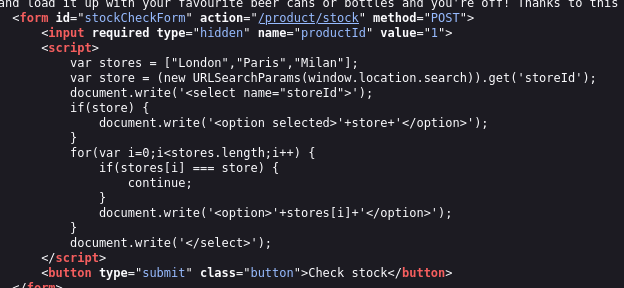 and load it up with your favourite beer cans or bottles and you're off! Thanks to this
<form id="stockCheckForm" action="/product/stock" method="POST">
<input required type="hidden" name="productId" value="1">
<script>
var stores = ["London","Paris","Milan"];
var store = (new URLSearchParams(window.location.search)).get('storeId');
document.write('<select name="storeId">');
if(store) {
document.write('<option selected>'+store+'</option>');
}
for(var i=0;i<stores.length;i++) {
if(stores[i] === store) {
continue;
}
document.write('<option>'+stores[i]+'</option>');
}
document.write('</select>');
</script>
<button type="submit" class="button">Check stock</button>
</form>